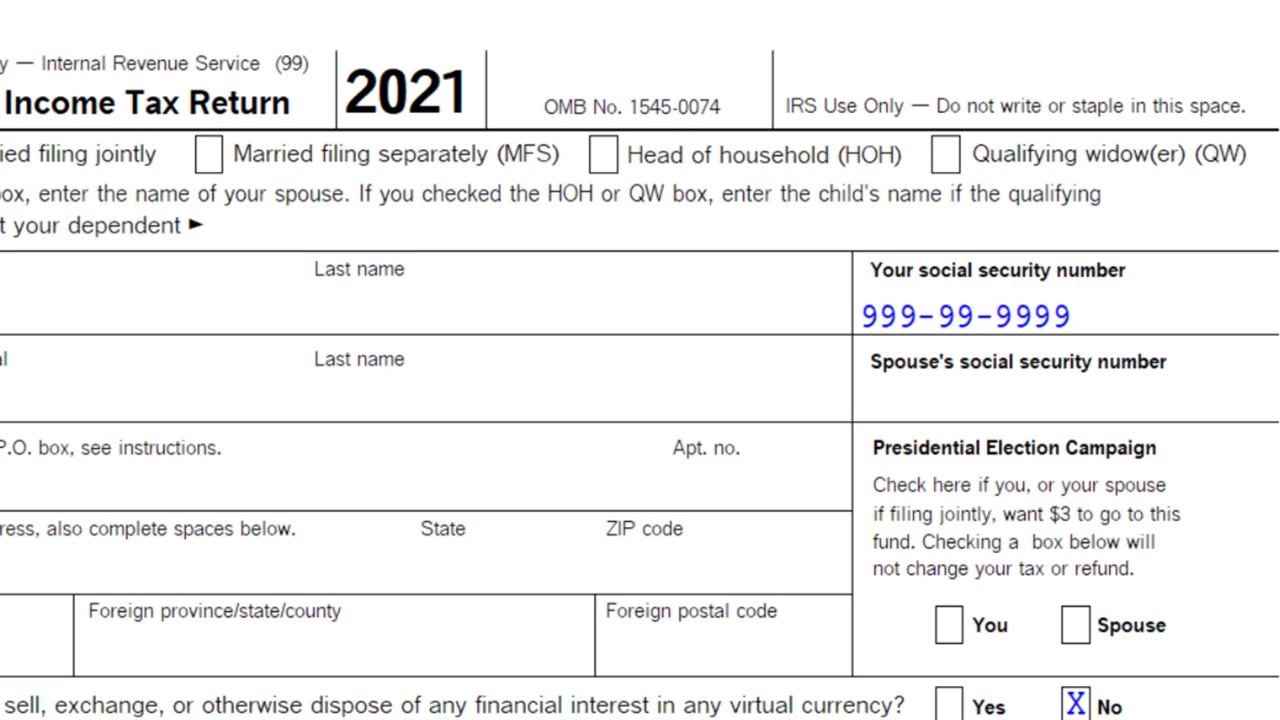 y — Internal Revenue Service (99)
Income Tax Return
2021
OMB No. 1545-0074
IRS Use Only — Do not write or staple in this space.
ied filing jointly Married filing separately (MFS) Head of household (HOH) Qualifying widow(er) (QW)
ox, enter the name of your spouse. If you checked the HOH or QW box, enter the child's name if the qualifying
t your dependent ►
Last name
Your social security number
999-99-9999
al Last name
Spouse's social security number
P.O. box, see instructions. Apt. no.
Presidential Election Campaign
Check here if you, or your spouse
if filing jointly, want $3 to go to this
fund. Checking a box below will
not change your tax or refund.
ress, also complete spaces below. State ZIP code
Foreign province/state/county Foreign postal code
You Spouse
sell, exchange, or otherwise dispose of any financial interest in any virtual currency? Yes X No